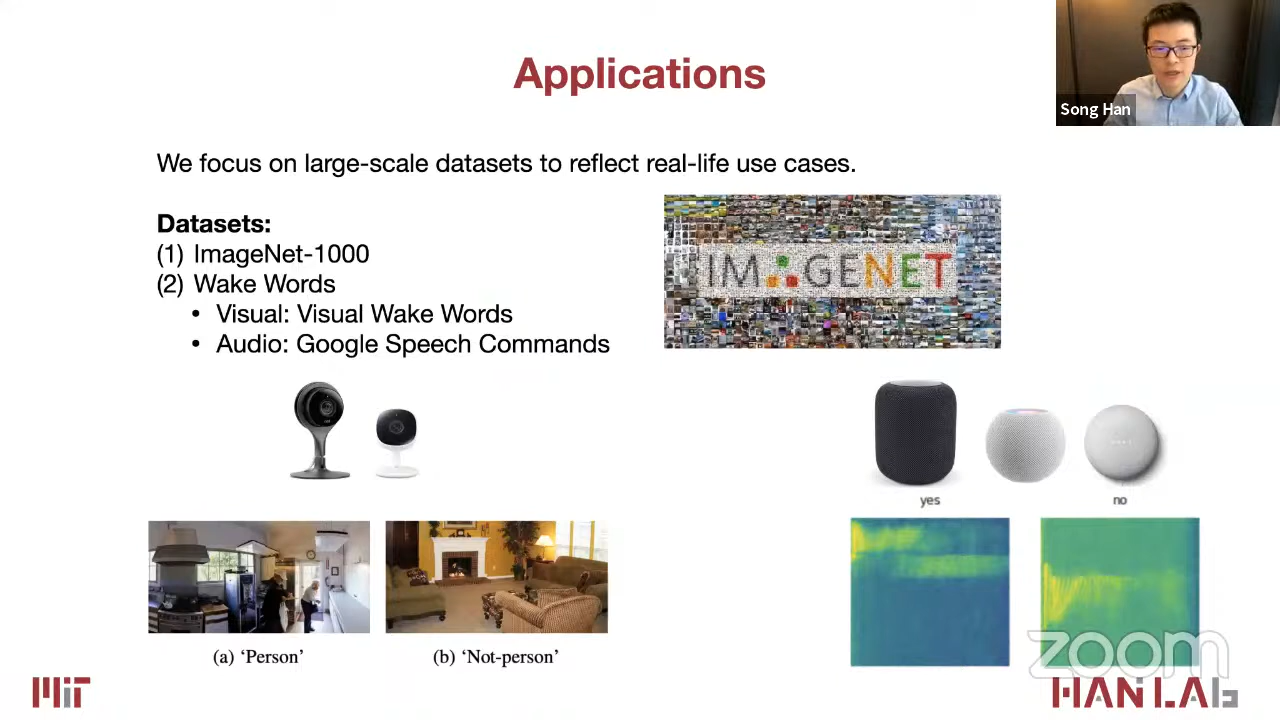 Applications
Song Han
We focus on large-scale datasets to reflect real-life use cases.
Datasets:
(1) ImageNet-1000
(2) Wake Words
• Visual: Visual Wake Words
• Audio: Google Speech Commands
IMAGENET
yes
no
(a) ‘Person’
(b) ‘Not-person’
zoom
MIT
HAN LAB